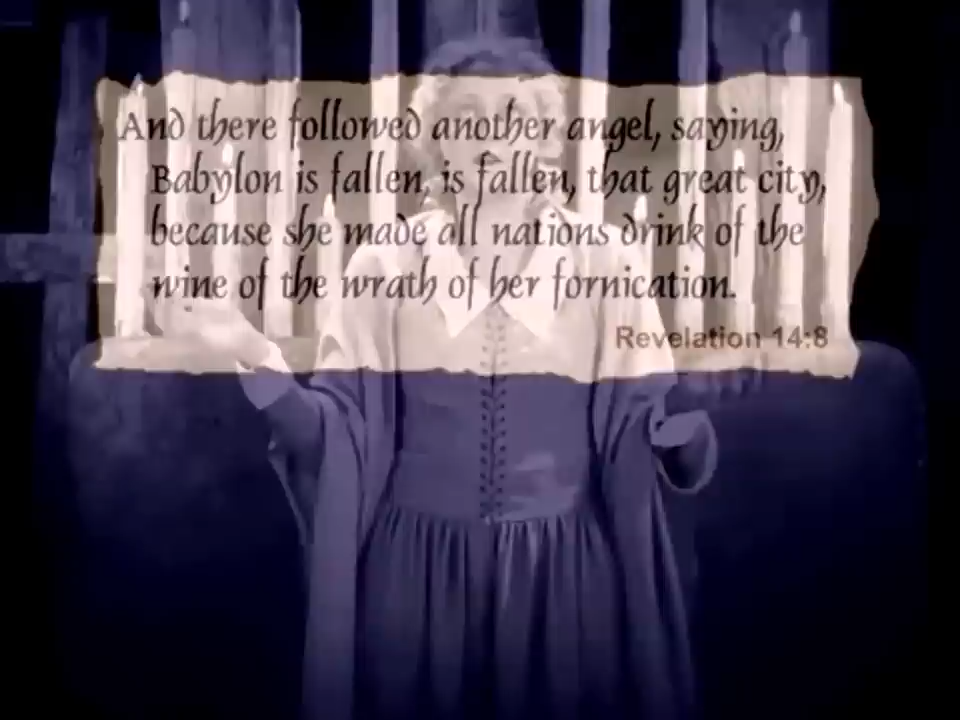 And there followed another angel, saying,
Babylon is fallen, is fallen, that great city,
because she made all nations drink of the
wine of the wrath of her fornication.
Revelation 14:8